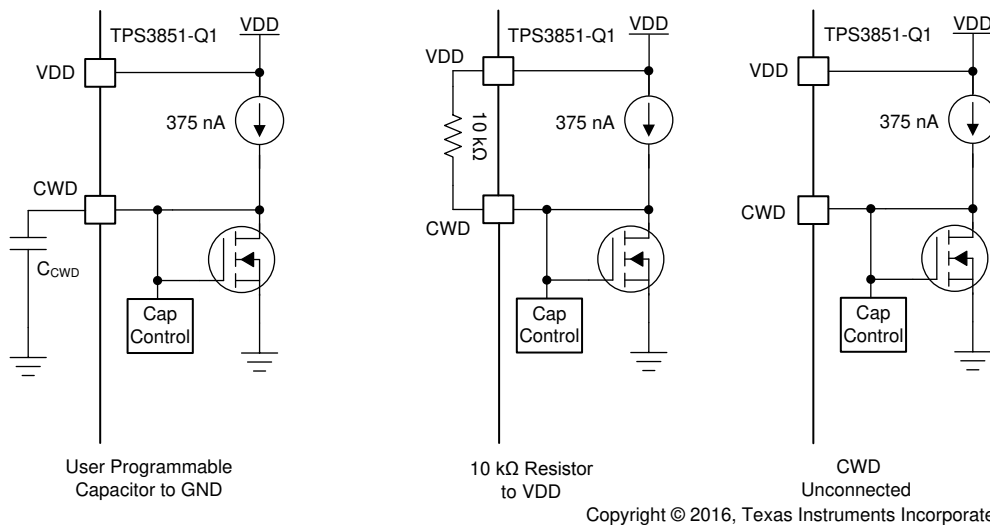 TPS3851-Q1
VDD
VDD
375 nA
CWD
CCWD
Cap
Control
User Programmable
Capacitor to GND
TPS3851-Q1
VDD
VDD
10 kΩ
375 nA
CWD
Cap
Control
10 kΩ Resistor
to VDD
TPS3851-Q1
VDD
VDD
375 nA
CWD
Cap
Control
CWD
Unconnected
Copyright © 2016, Texas Instruments Incorporate